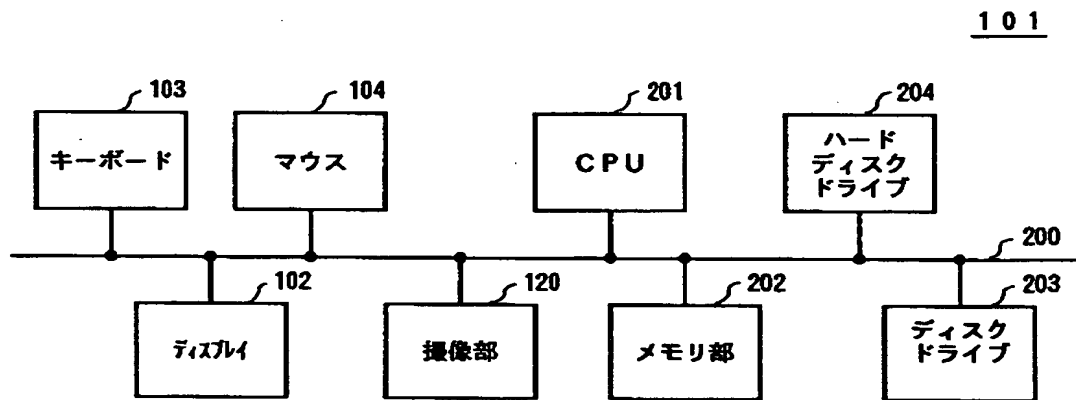 101
103
キーボード
104
マウス
201
CPU
204
ハード
ディスク
ドライブ
200
102
ディスプレイ
120
撮像部
202
メモリ部
203
ディスク
ドライブ